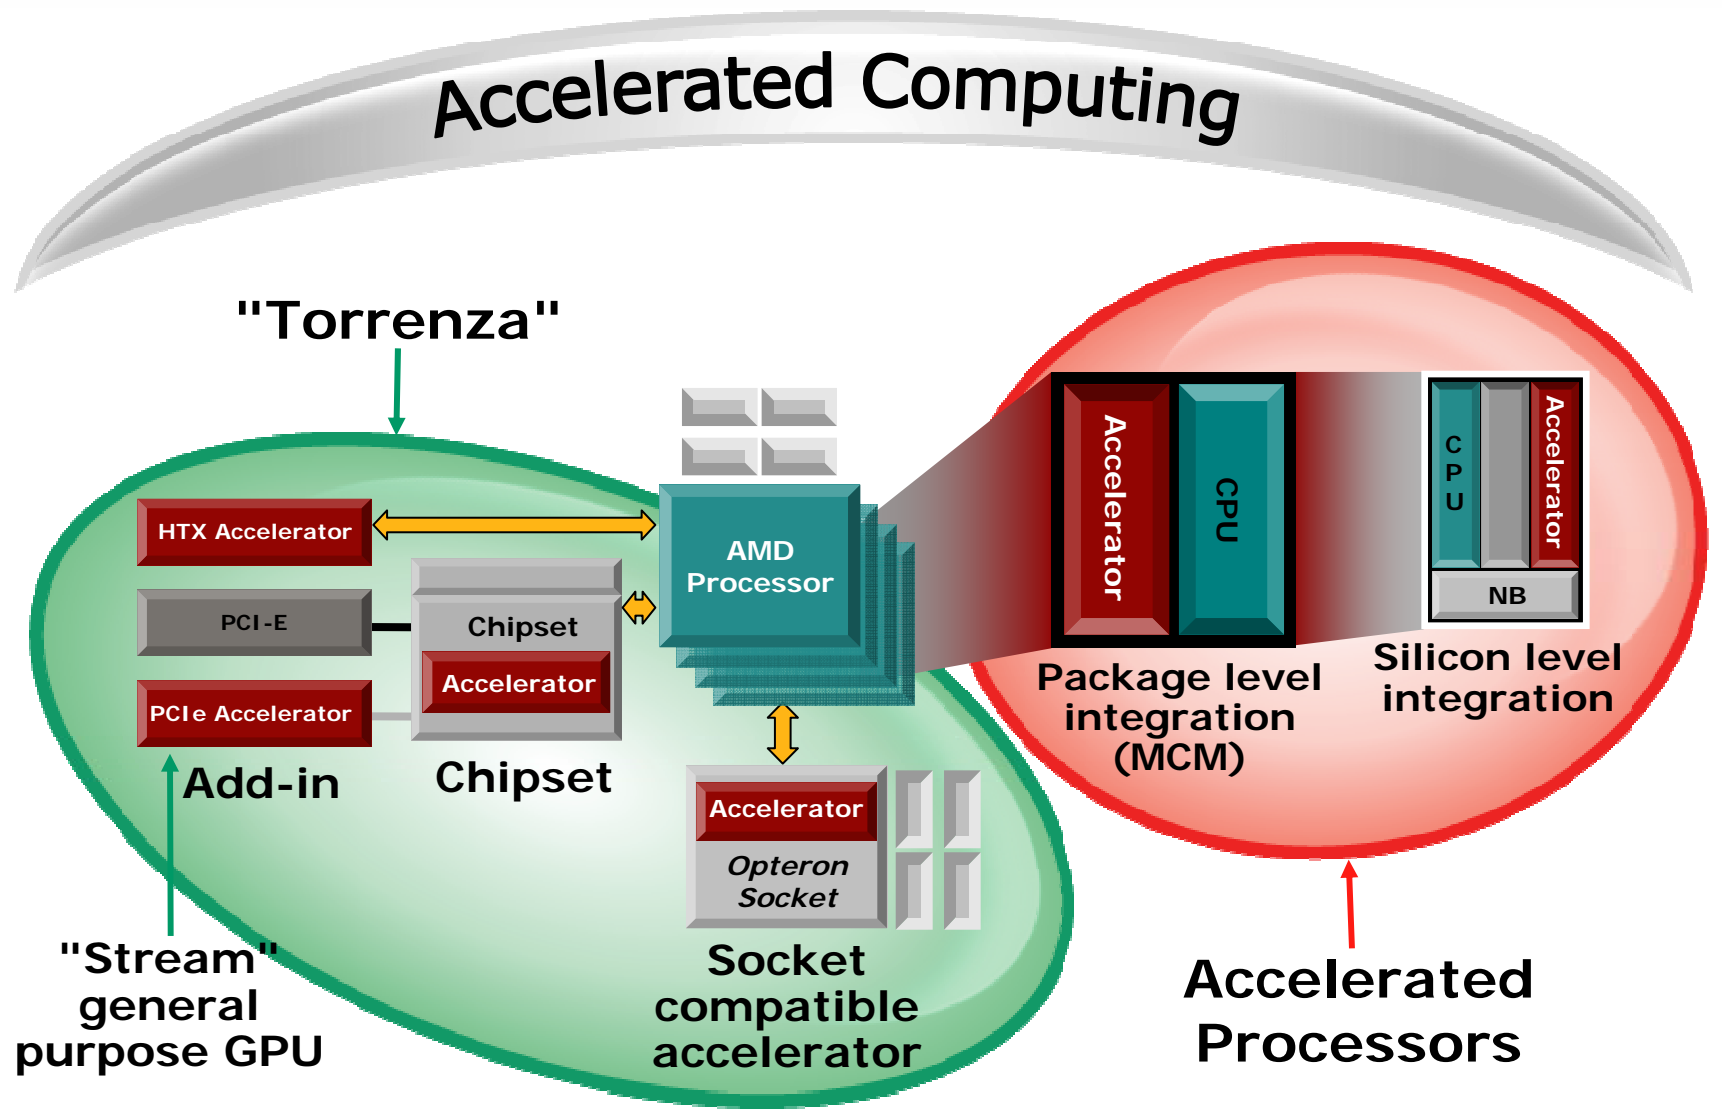 Accelerated Computing
"Torrenza"
HTX Accelerator
PCI-E
PCIe Accelerator
Add-in
Chipset
Accelerator
Chipset
AMD
Processor
Accelerator
Opteron
Socket
Socket
compatible
accelerator
"Stream"
general
purpose GPU
Accelerator
CPU
Package level
integration
(MCM)
CPU
Accelerator
NB
Silicon level
integration
Accelerated
Processors